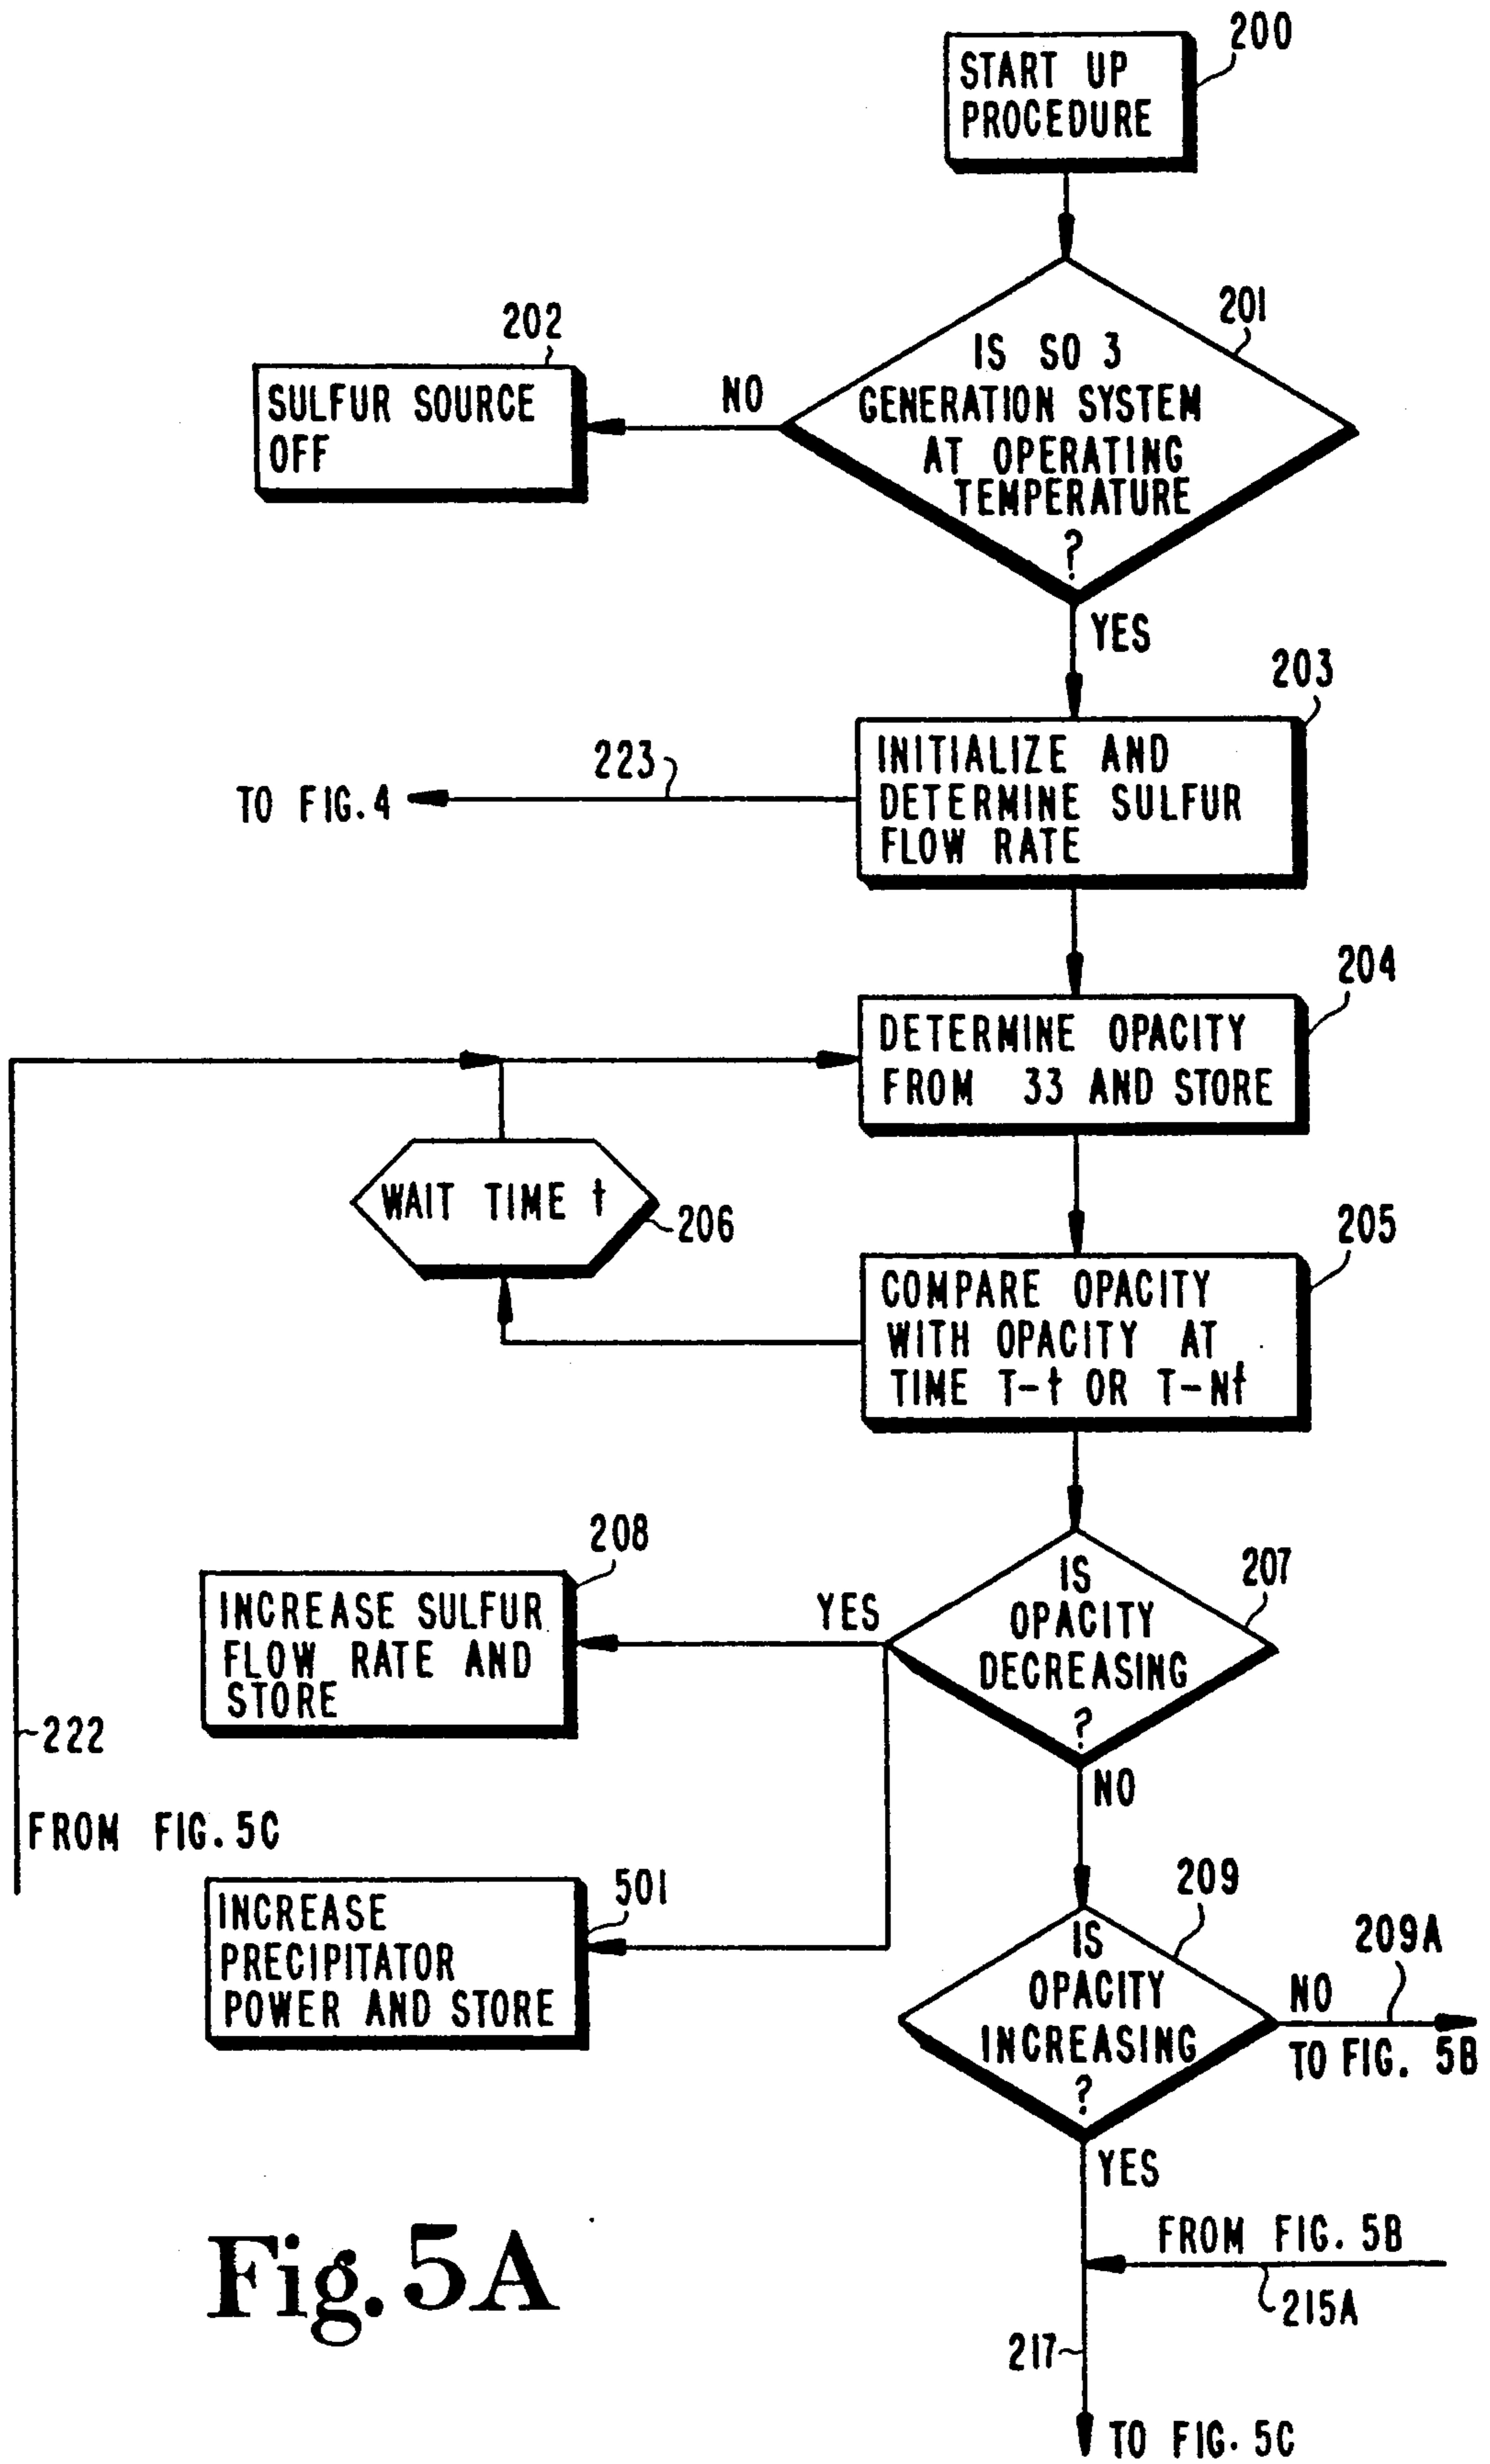 200
START UP
PROCEDURE
201
IS SO 3
GENERATION SYSTEM
AT OPERATING
TEMPERATURE
?
NO
202
SULFUR SOURCE
OFF
YES
203
INITIALIZE AND
DETERMINE SULFUR
FLOW RATE
223
TO FIG. 4
204
DETERMINE OPACITY
FROM 33 AND STORE
WAIT TIME t
206
205
COMPARE OPACITY
WITH OPACITY AT
TIME T-t OR T-Nt
207
IS
OPACITY
DECREASING
?
YES
208
INCREASE SULFUR
FLOW RATE AND
STORE
222
FROM FIG. 5C
NO
501
INCREASE
PRECIPITATOR
POWER AND STORE
209
IS
OPACITY
INCREASING
?
209A
NO
TO FIG. 5B
YES
FROM FIG. 5B
215A
217
TO FIG. 5C
Fig. 5A